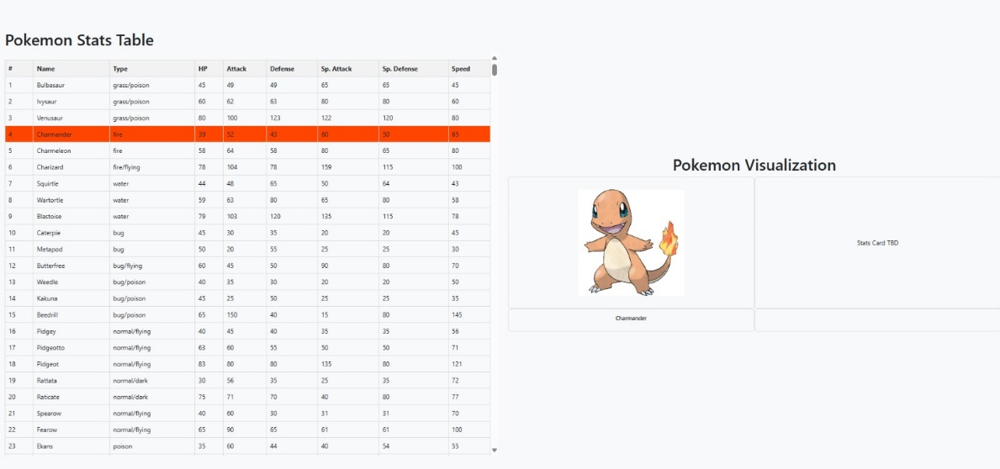 Pokemon Stats Table
# Name Type HP Attack Defense Sp. Attack Sp. Defense Speed
1 Bulbasaur grass/poison 45 49 49 65 65 45
2 Ivysaur grass/poison 60 62 63 80 80 60
3 Venusaur grass/poison 80 100 123 122 120 80
4 Charmander fire 39 52 43 60 50 65
5 Charmeleon fire 58 64 58 80 65 80
6 Charizard fire/flying 78 104 78 159 115 100
7 Squirtle water 44 48 65 50 64 43
8 Wartortle water 59 63 80 65 80 58
9 Blastoise water 79 103 120 135 115 78
10 Caterpie bug 45 30 35 20 20 45
11 Metapod bug 50 20 55 25 25 30
12 Butterfree bug/flying 60 45 50 90 80 70
13 Weedle bug/poison 40 35 30 20 20 50
14 Kakuna bug/poison 45 25 50 25 25 35
15 Beedrill bug/poison 65 150 40 15 80 145
16 Pidgey normal/flying 40 45 40 35 35 56
17 Pidgeotto normal/flying 63 60 55 50 50 71
18 Pidgeot normal/flying 83 80 80 135 80 121
19 Rattata normal/dark 30 56 35 25 35 72
20 Raticate normal/dark 75 71 70 40 80 77
21 Spearow normal/flying 40 60 30 31 31 70
22 Fearow normal/flying 65 90 65 61 61 100
23 Ekans poison 35 60 44 40 54 55
Pokemon Visualization
Stats Card TBD
Charmander